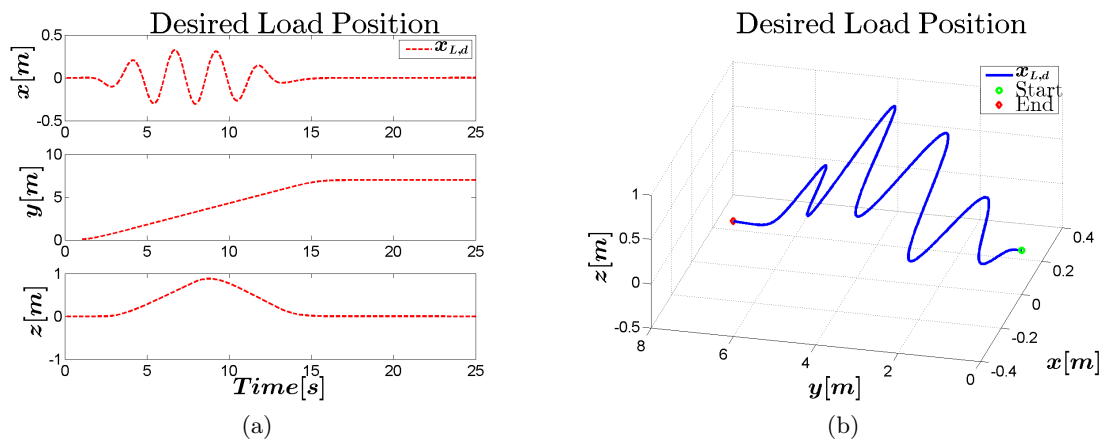 Desired Load Position
x[m]
0.5
0
-0.5
x_{L,d}
0 5 10 15 20 25
y[m]
10
5
0
0 5 10 15 20 25
z[m]
1
0
-1
0 5 10 15 20 25
Time[s]
(a)
Desired Load Position
x_{L,d}
Start
End
z[m]
1
0.5
0
-0.5
8 6 4 2 0
y[m]
0.4
0.2
0
-0.2
-0.4
x[m]
(b)